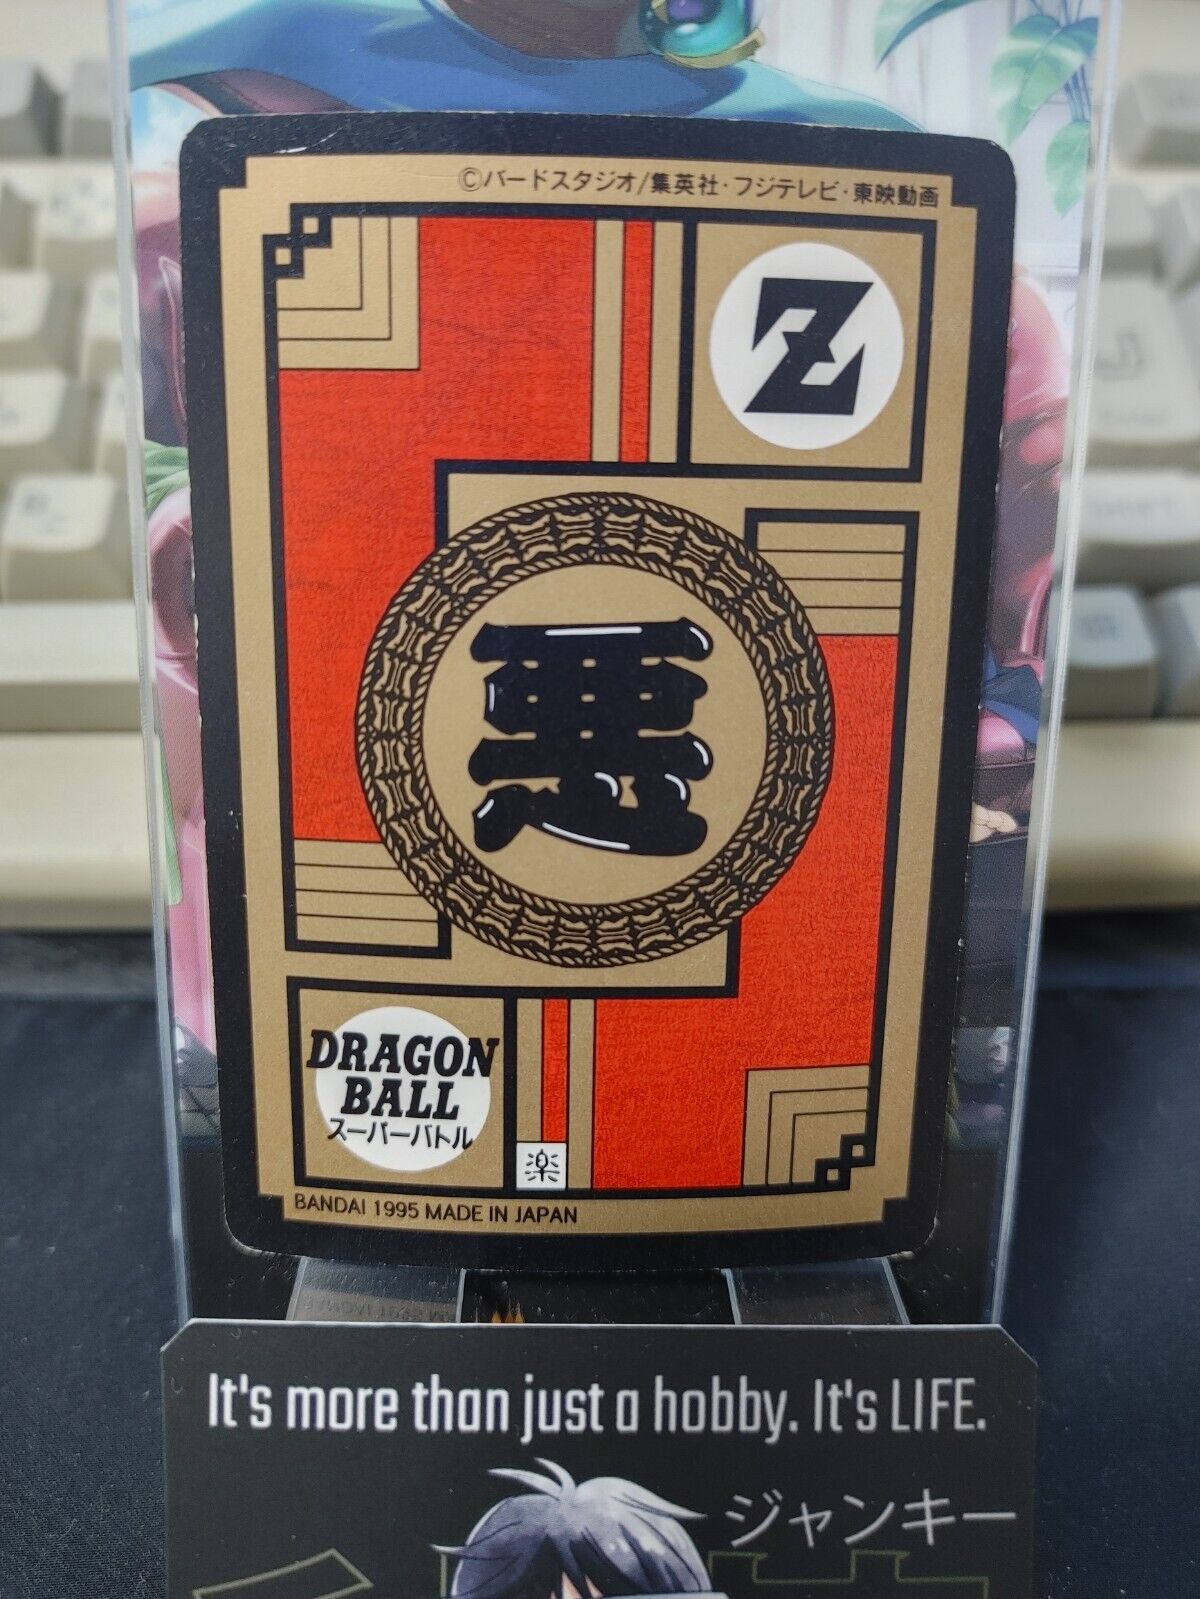 ©バードスタジオ/集英社・フジテレビ・東映動画
Z
悪
DRAGON
BALL
スーパーバトル
楽
BANDAI 1995 MADE IN JAPAN
It's more than just a hobby. It's LIFE.
ジャンキー